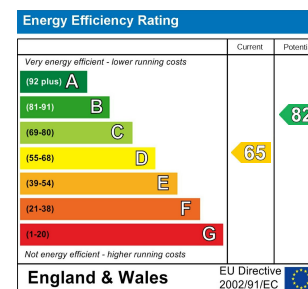 Energy Efficiency Rating
Current Potenti
Very energy efficient - lower running costs
(92 plus) A
(81-91) B
82
(69-80) C
(55-68) D
65
(39-54) E
(21-38) F
(1-20) G
Not energy efficient - higher running costs
England & Wales
EU Directive
2002/91/EC